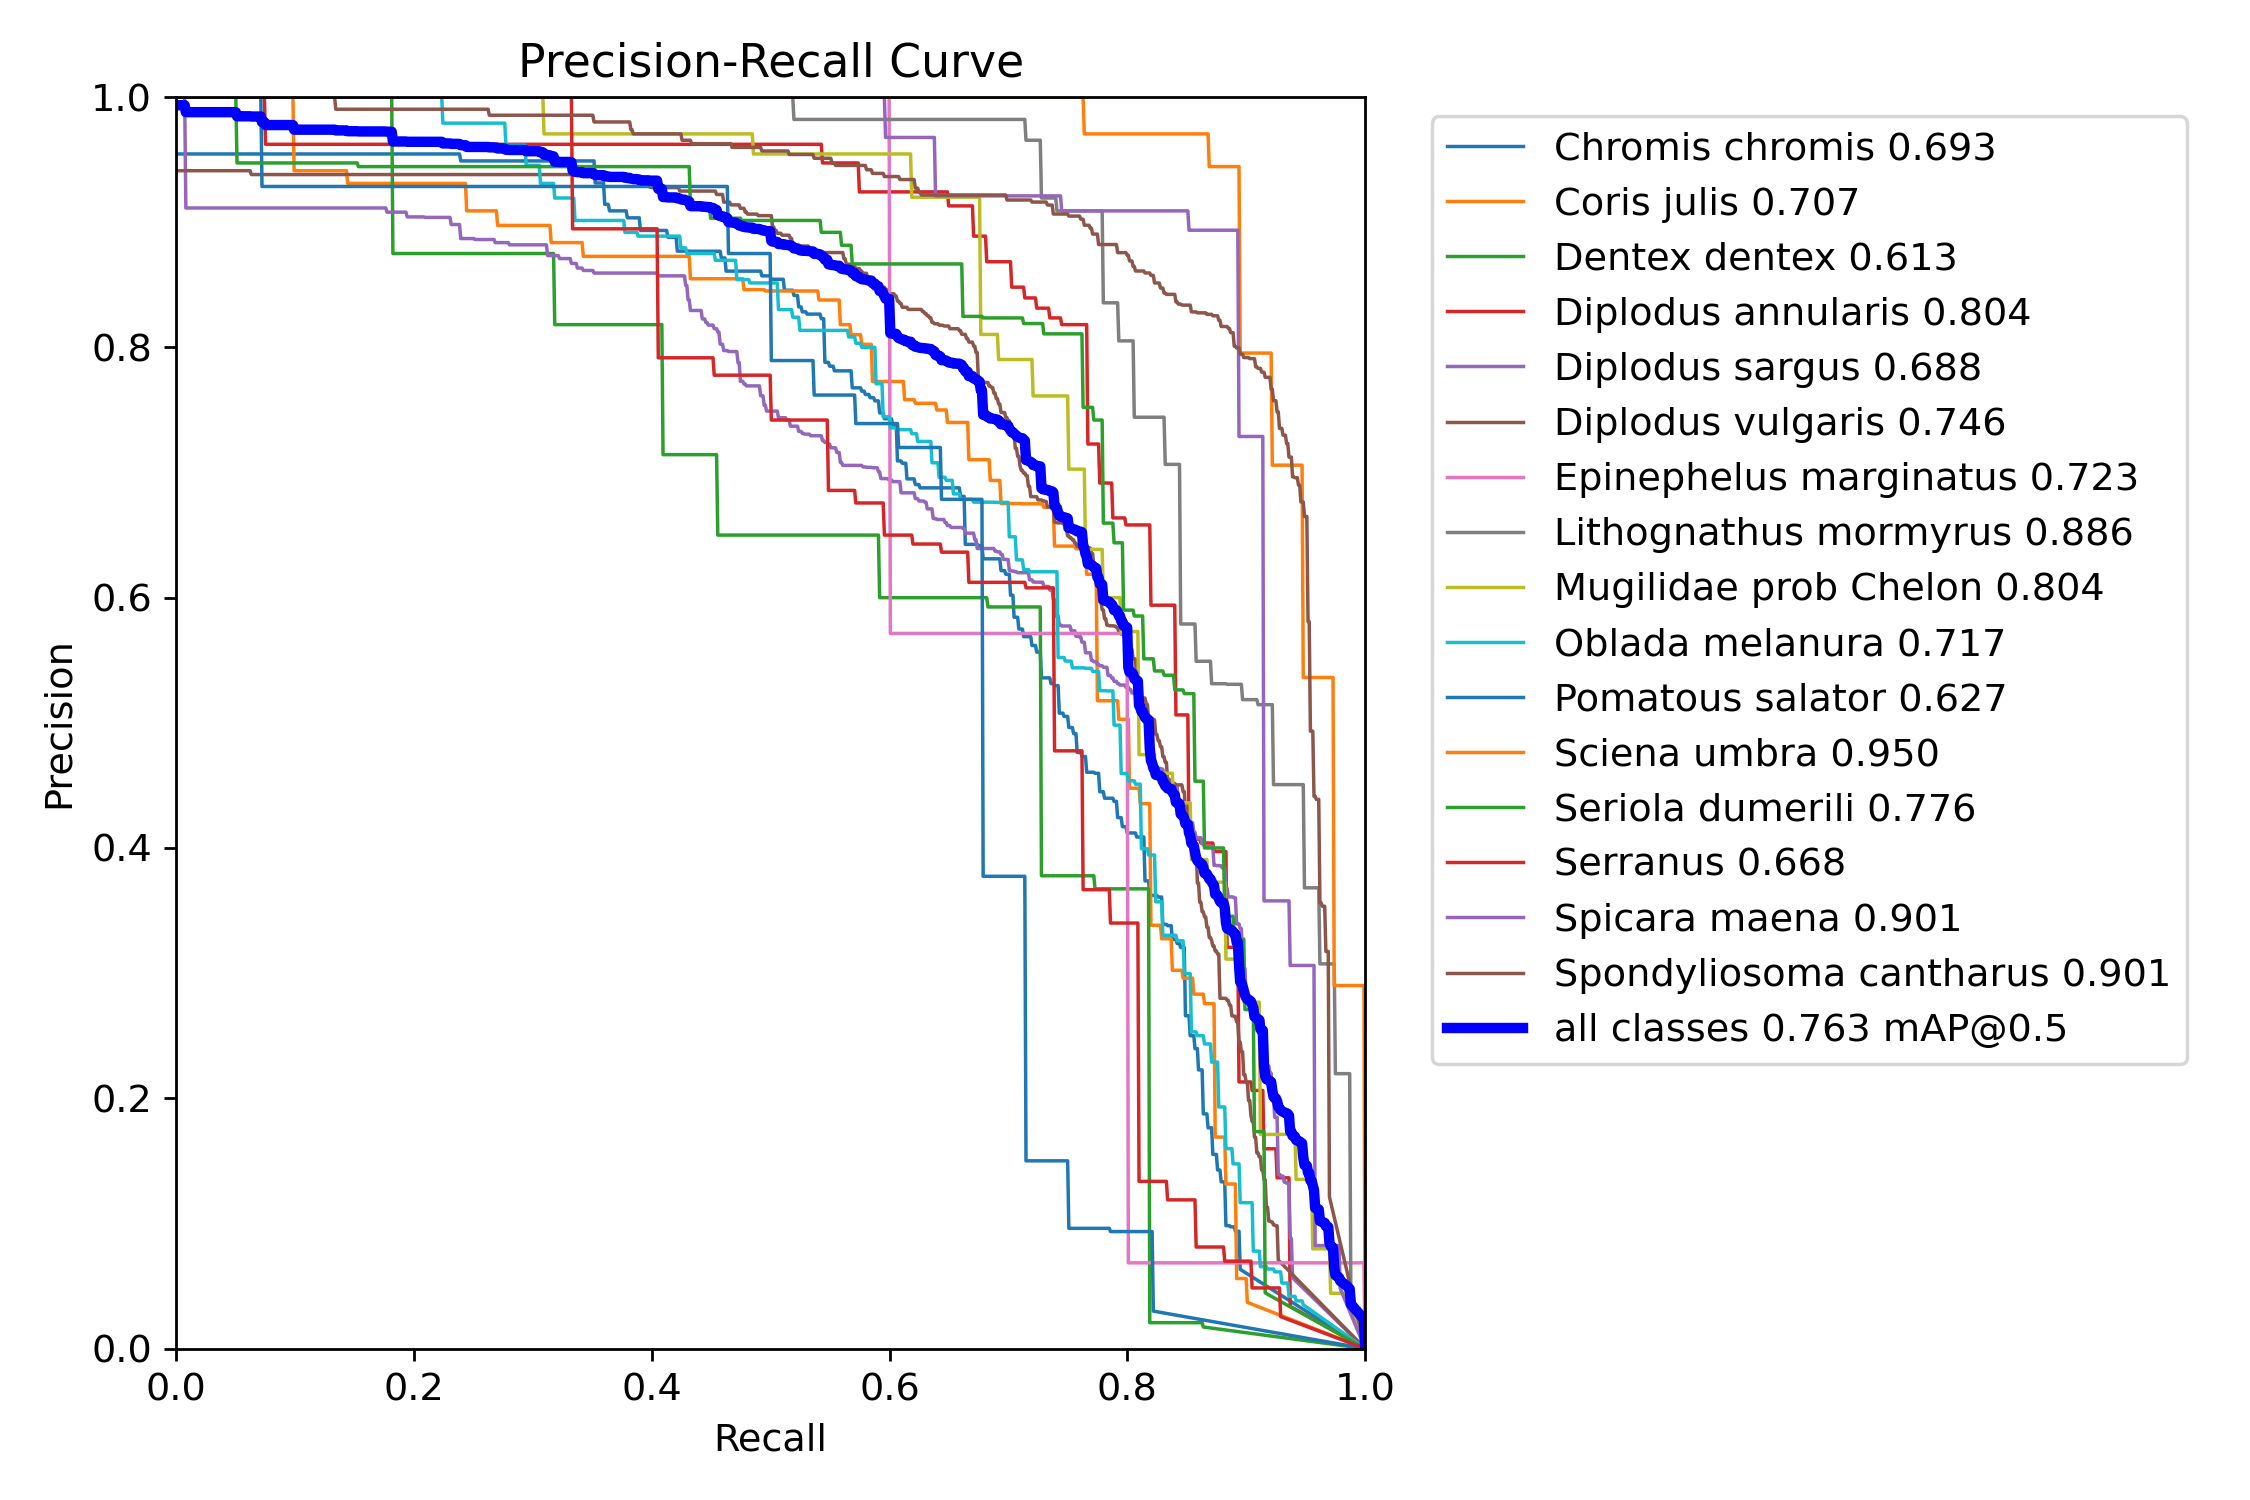 Precision-Recall Curve
1.0
0.8
0.6
0.4
0.2
0.0
Precision
0.0 0.2 0.4 0.6 0.8 1.0
Recall
Chromis chromis 0.693
Coris julis 0.707
Dentex dentex 0.613
Diplodus annularis 0.804
Diplodus sargus 0.688
Diplodus vulgaris 0.746
Epinephelus marginatus 0.723
Lithognathus mormyrus 0.886
Mugilidae prob Chelon 0.804
Oblada melanura 0.717
Pomatous salator 0.627
Sciena umbra 0.950
Seriola dumerili 0.776
Serranus 0.668
Spicara maena 0.901
Spondyliosoma cantharus 0.901
all classes 0.763 mAP@0.5